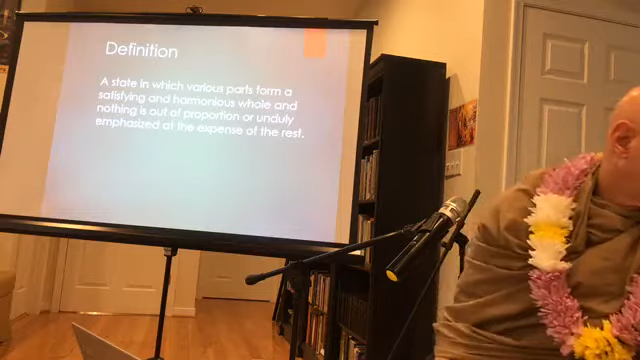 Definition
A state in which various parts form a
satisfying and harmonious whole and
nothing is out of proportion or unduly
emphasized at the expense of the rest.